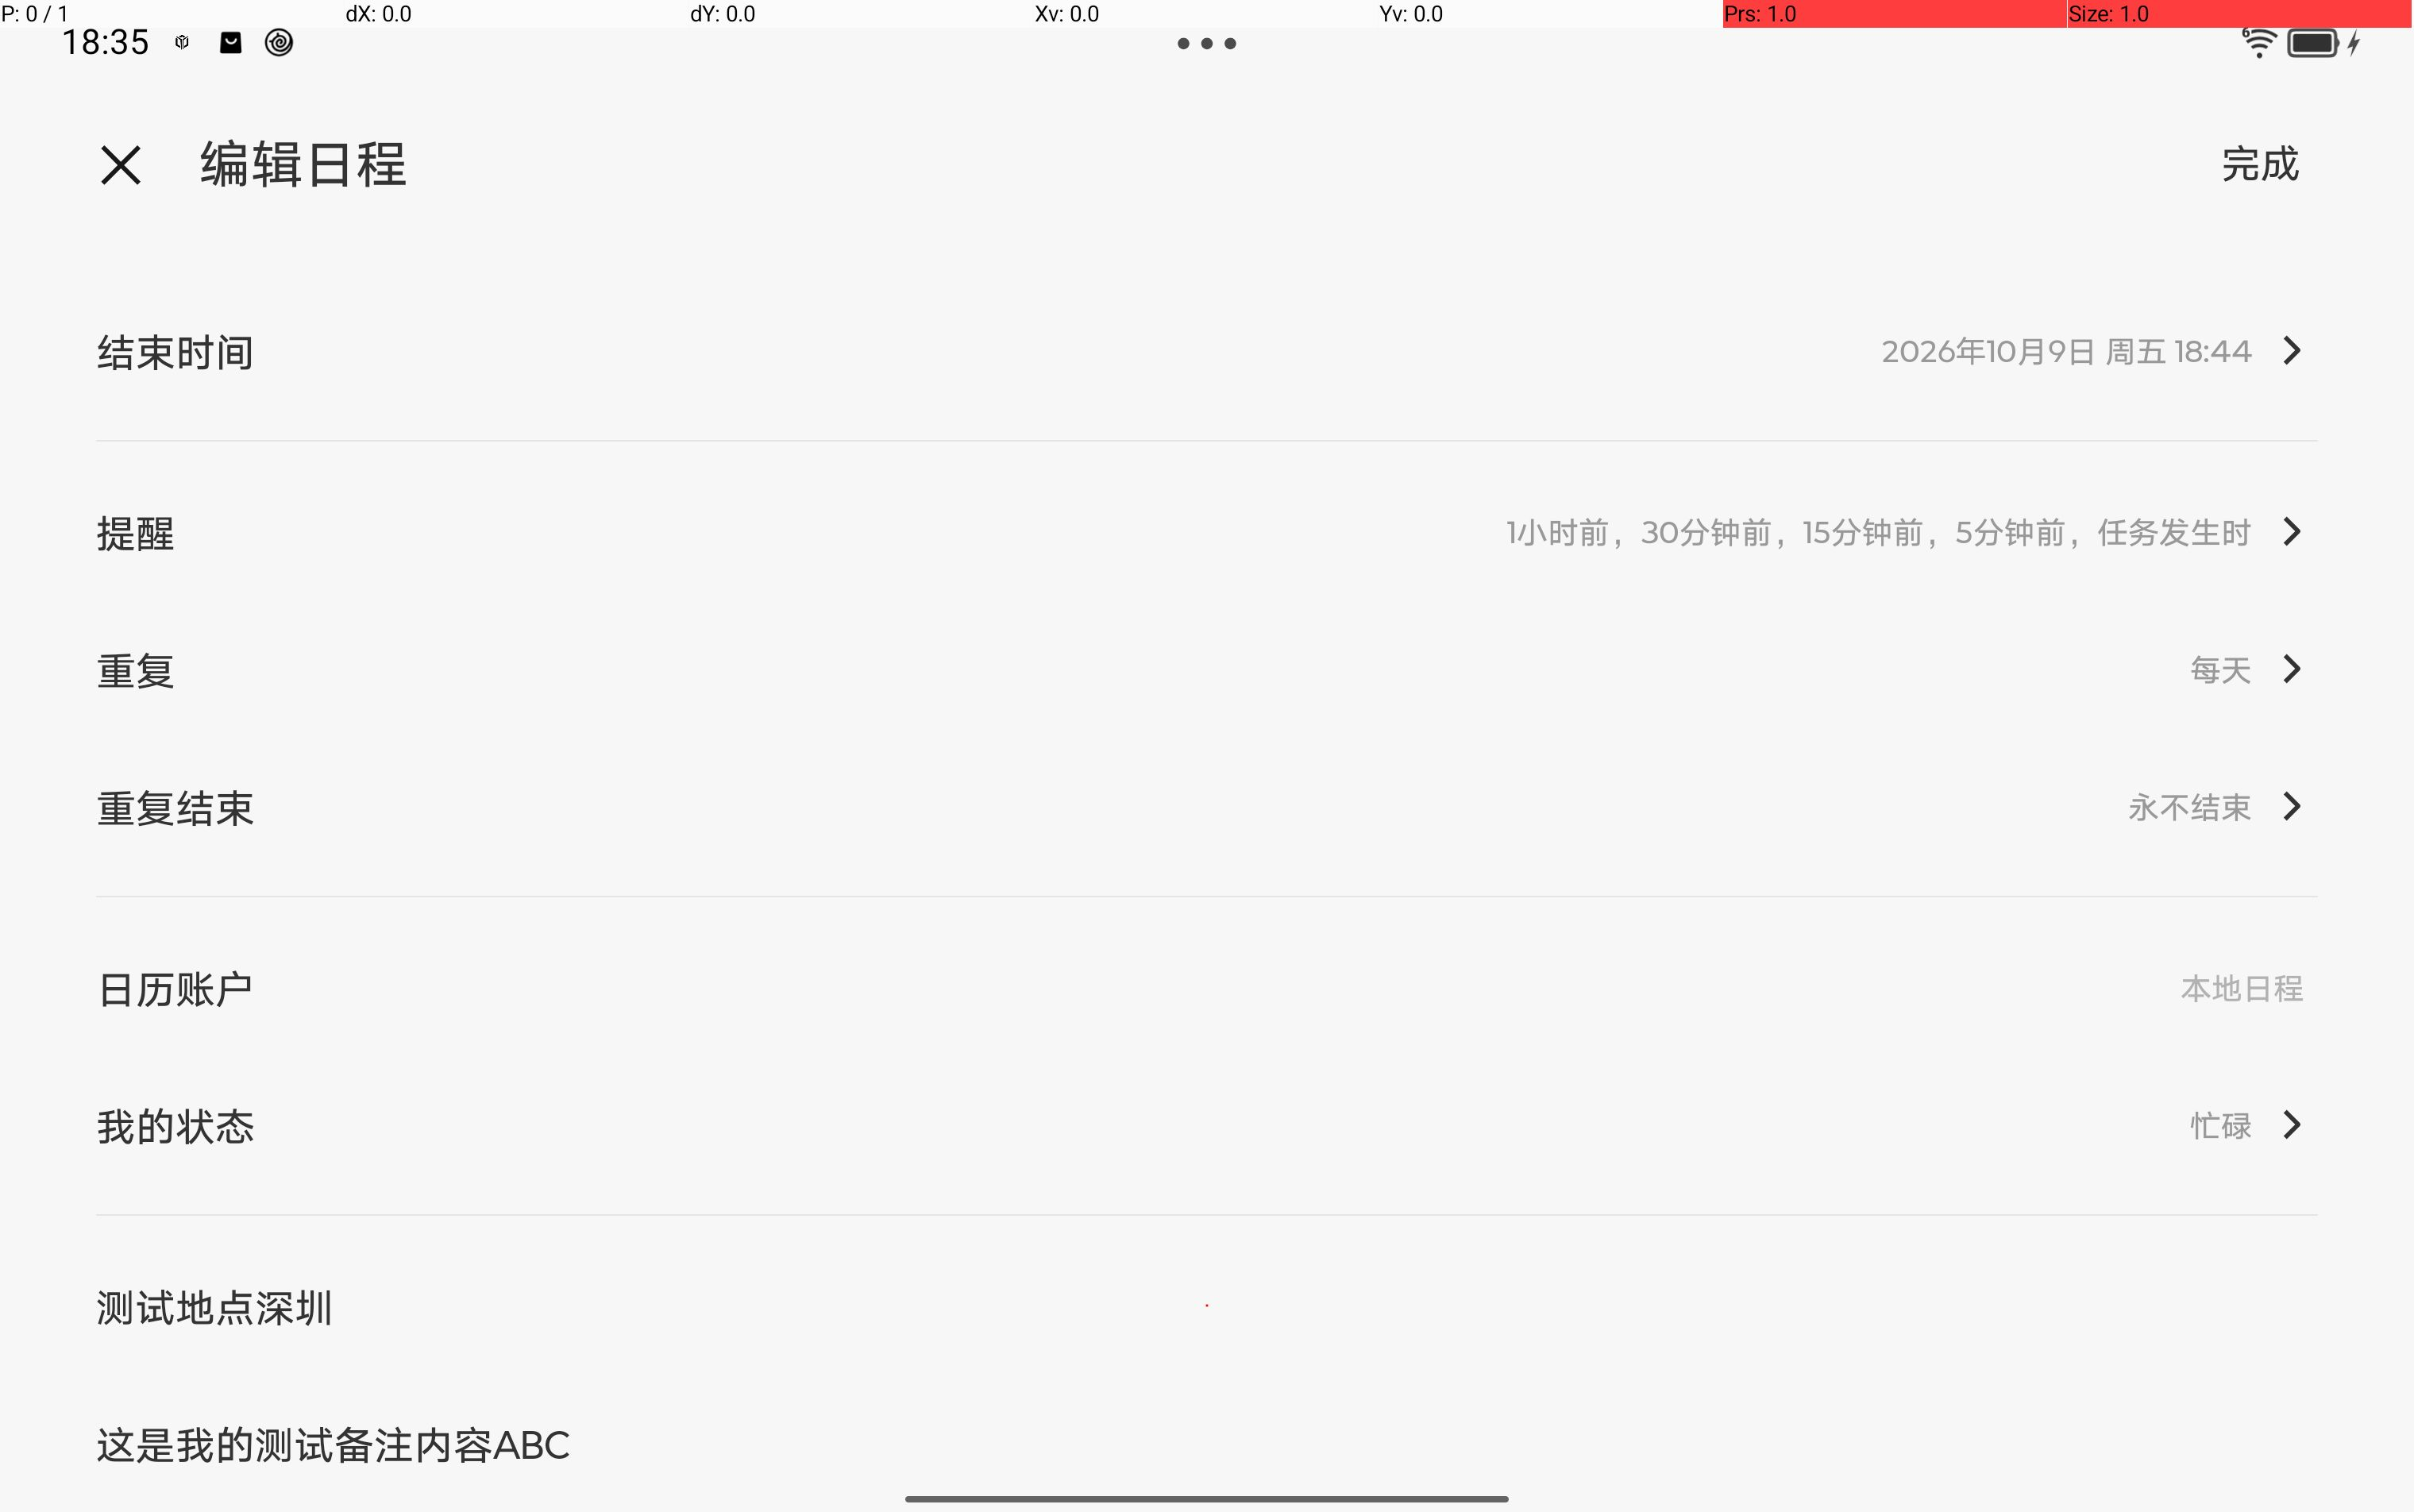 P: 0 / 1 dX: 0.0 dY: 0.0 Xv: 0.0 Yv: 0.0 Prs: 1.0 Size: 1.0
18:35 6
编辑日程 完成
结束时间 2026年10月9日 周五 18:44
提醒 1小时前，30分钟前，15分钟前，5分钟前，任务发生时
重复 每天
重复结束 永不结束
日历账户 本地日程
我的状态 忙碌
测试地点深圳
这是我的测试备注内容ABC